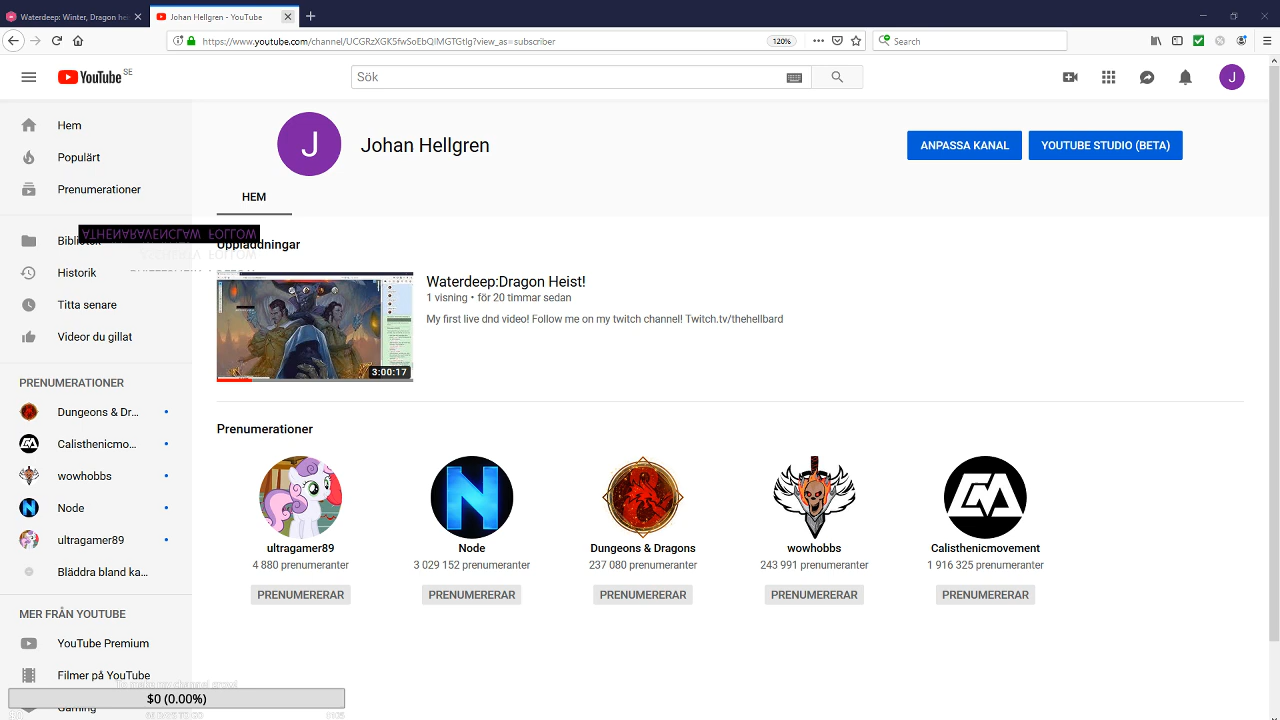 Waterdeep: Winter, Dragon he
Johan Hellgren - YouTube
https://www.youtube.com/channel/UCGRzXGK5fwSoEbQIMGTGtIg?view_as=subscriber
120%
Search
YouTube SE
Sök
J
Hem
Populärt
Prenumerationer
Bibliotek
Historik
Titta senare
Videor du gillat
PRENUMERATIONER
Dungeons & Dr...
Calisthenicmo...
wowhobbs
Node
ultragamer89
Bläddra bland ka...
MER FRÅN YOUTUBE
YouTube Premium
Filmer på YouTube
Gaming
J
Johan Hellgren
ANPASSA KANAL
YOUTUBE STUDIO (BETA)
HEM
ATHENARAVENCLAW FOLLOW
Uppladdningar
3:00:17
Waterdeep:Dragon Heist!
1 visning • för 20 timmar sedan
My first live dnd video! Follow me on my twitch channel! Twitch.tv/thehellbard
Prenumerationer
ultragamer89
4 880 prenumeranter
PRENUMERERAR
Node
3 029 152 prenumeranter
PRENUMERERAR
Dungeons & Dragons
237 080 prenumeranter
PRENUMERERAR
wowhobbs
243 991 prenumeranter
PRENUMERERAR
Calisthenicmovement
1 916 325 prenumeranter
PRENUMERERAR
$0 (0.00%)